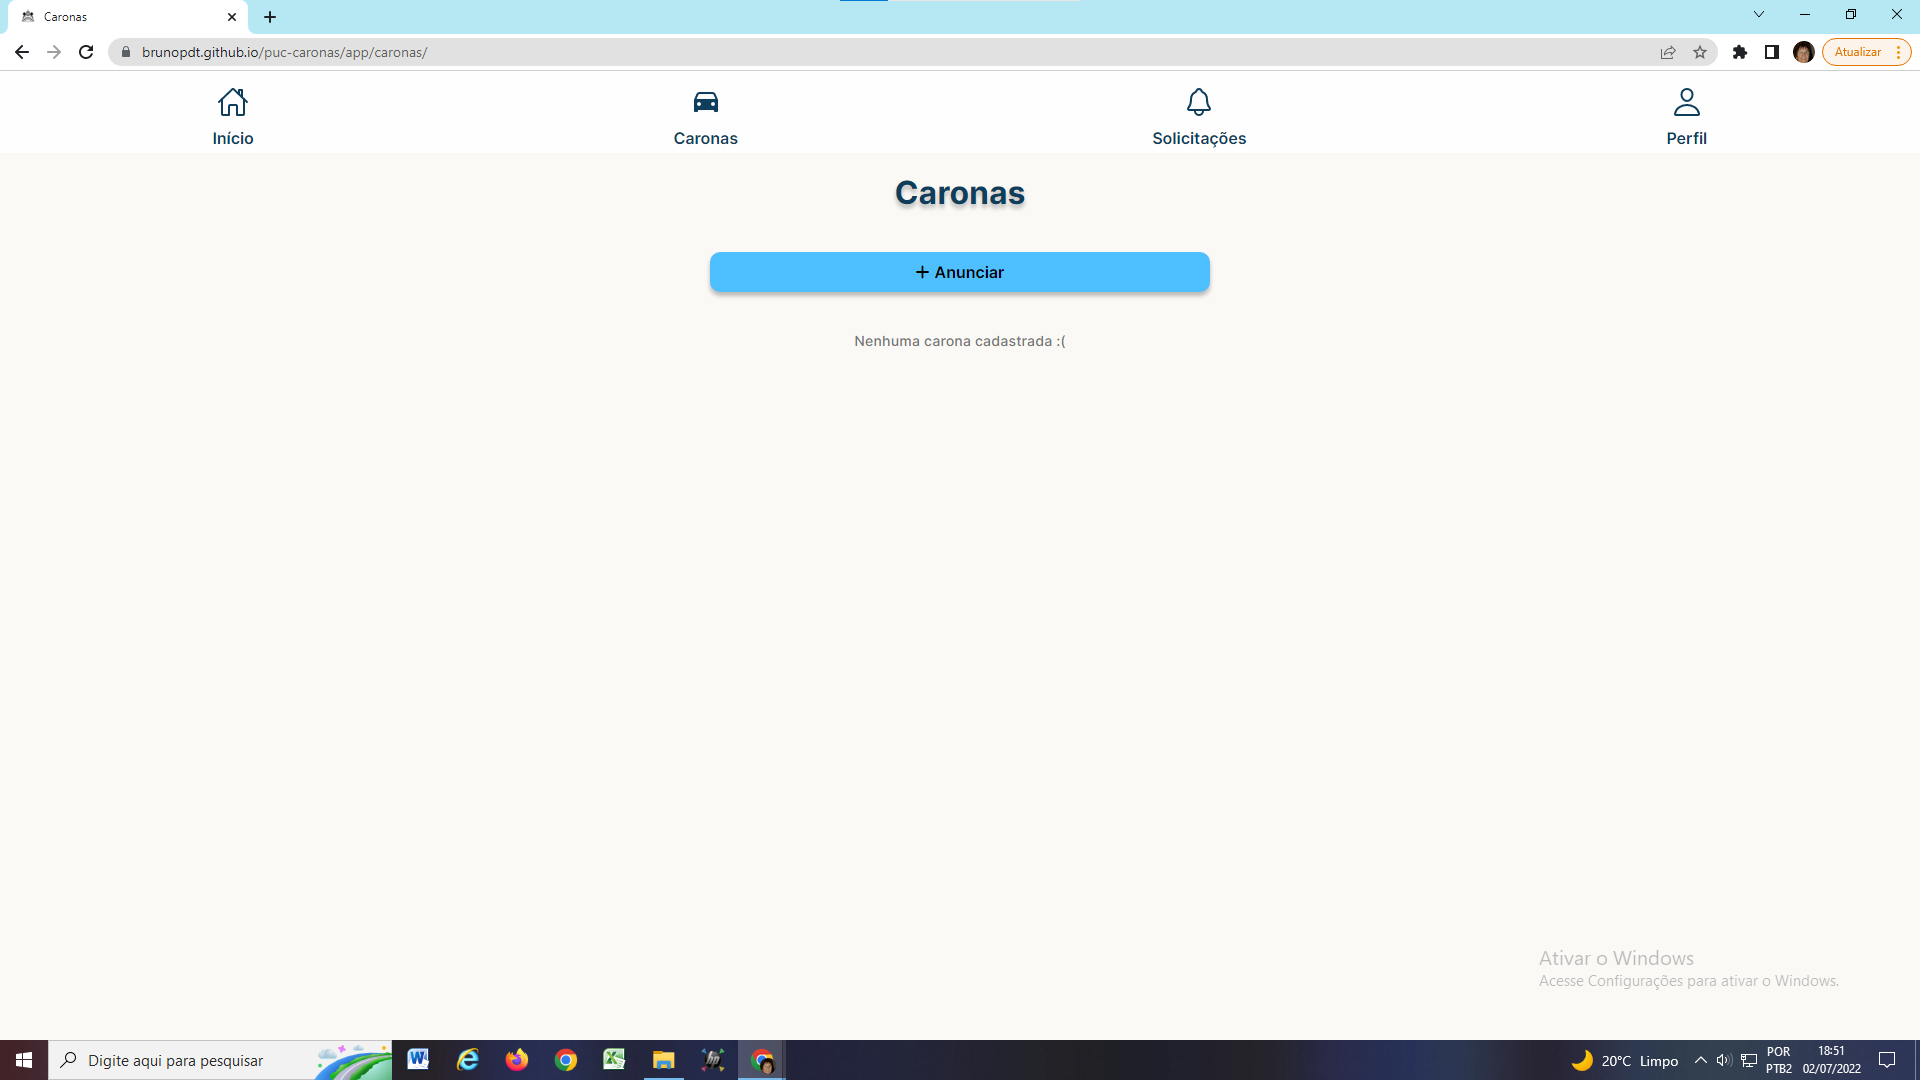 Caronas
brunopdt.github.io/puc-caronas/app/caronas/
Atualizar
Início
Caronas
Solicitações
Perfil
Caronas
+ Anunciar
Nenhuma carona cadastrada :(
Ativar o Windows
Acesse Configurações para ativar o Windows.
Digite aqui para pesquisar
20°C Limpo
POR
PTB2
18:51
02/07/2022